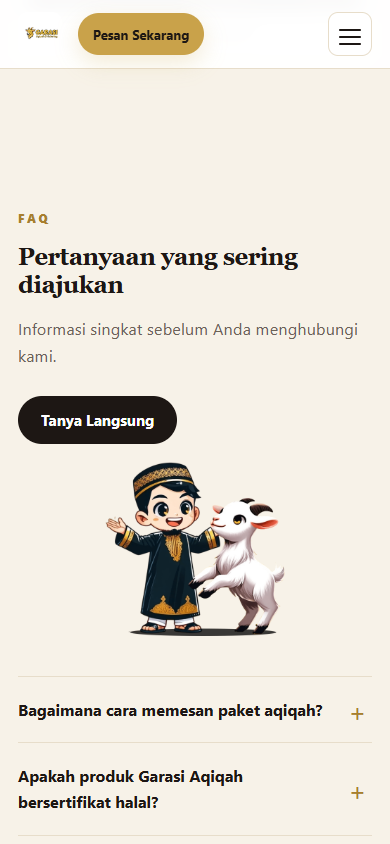 Pesan Sekarang
FAQ
Pertanyaan yang sering
diajukan
Informasi singkat sebelum Anda menghubungi
kami.
Tanya Langsung
Bagaimana cara memesan paket aqiqah?
Apakah produk Garasi Aqiqah
bersertifikat halal?